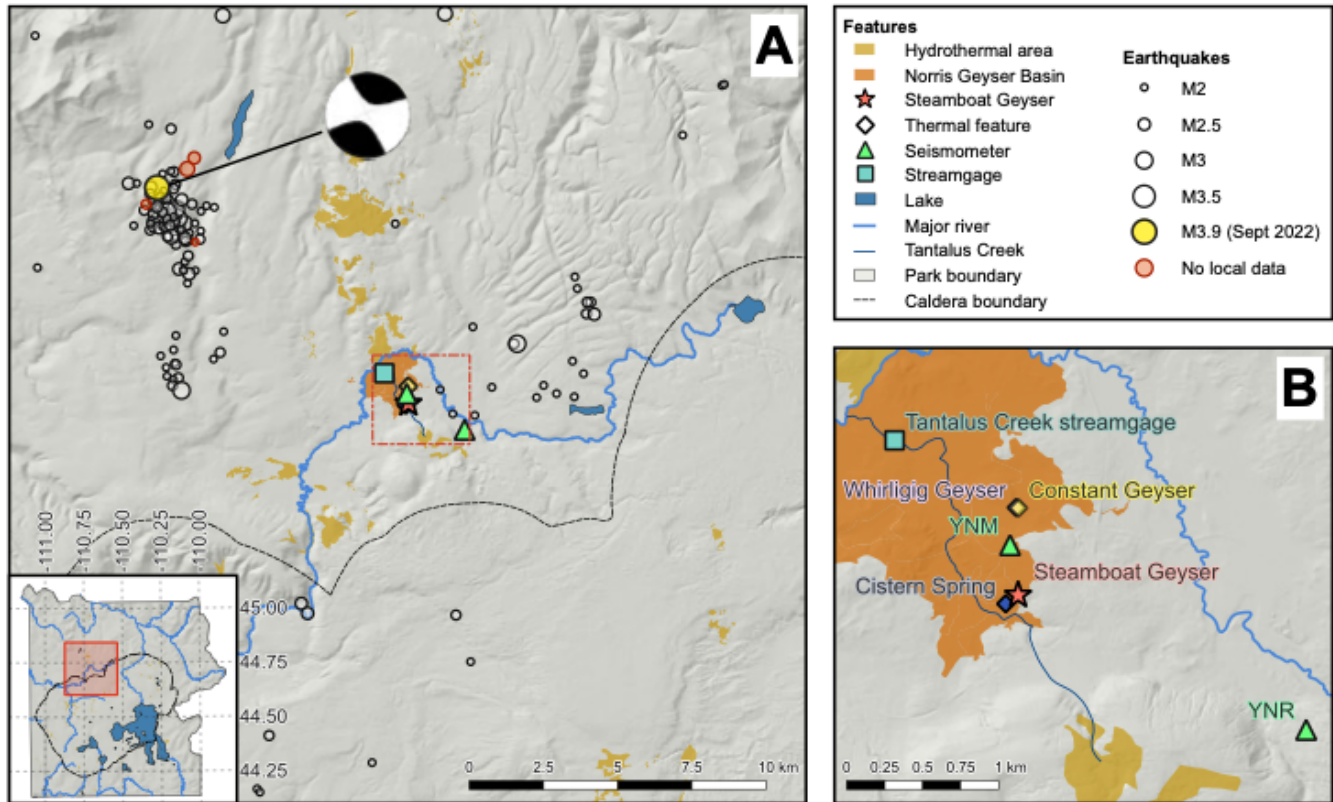 A
Features
Hydrothermal area
Norris Geyser Basin
Steamboat Geyser
Thermal feature
Seismometer
Streamgage
Lake
Major river
Tantalus Creek
Park boundary
Caldera boundary
Earthquakes
M2
M2.5
M3
M3.5
M3.9 (Sept 2022)
No local data
-111.00
-110.75
-110.50
-110.00
45.00
44.75
44.50
44.25
0 2.5 5 7.5 10 km
B
Tantalus Creek streamgage
Whirligig Geyser Constant Geyser
YNM
Steamboat Geyser
Cistern Spring
YNR
0 0.25 0.5 0.75 1 km